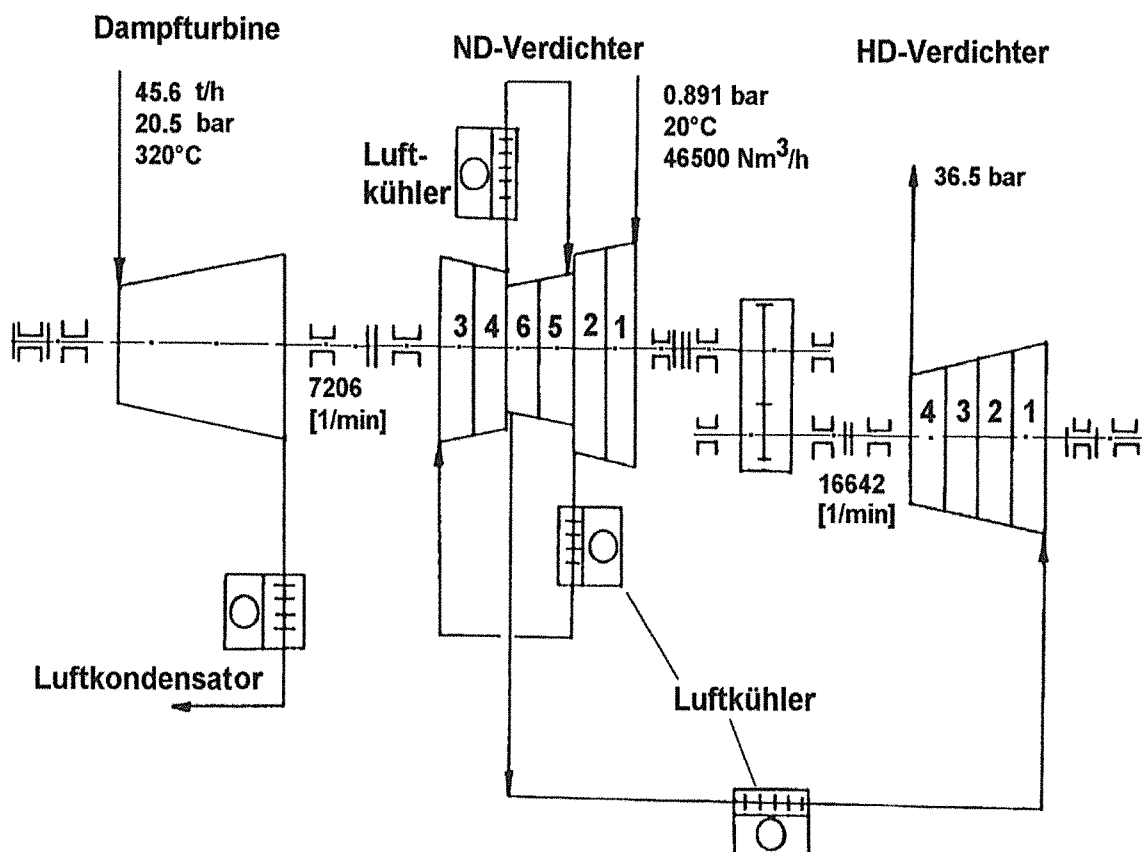 Dampfturbine
45.6 t/h
20.5 bar
320°C
ND-Verdichter
0.891 bar
20°C
46500 Nm³/h
HD-Verdichter
36.5 bar
Luft-
kühler
3 4 6 5 2 1
7206
[1/min]
4 3 2 1
16642
[1/min]
Luftkondensator
Luftkühler